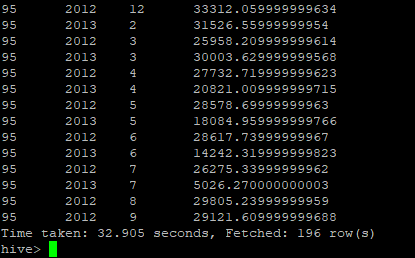 95 2012 12 33312.059999999634
95 2013 2 31526.55999999954
95 2012 3 25958.209999999614
95 2013 3 30003.629999999568
95 2012 4 27732.719999999623
95 2013 4 20821.009999999715
95 2012 5 28578.69999999963
95 2013 5 18084.959999999766
95 2012 6 28617.73999999967
95 2013 6 14242.319999999823
95 2012 7 26275.33999999962
95 2013 7 5026.270000000003
95 2012 8 29805.23999999959
95 2012 9 29121.609999999688
Time taken: 32.905 seconds, Fetched: 196 row(s)
hive>